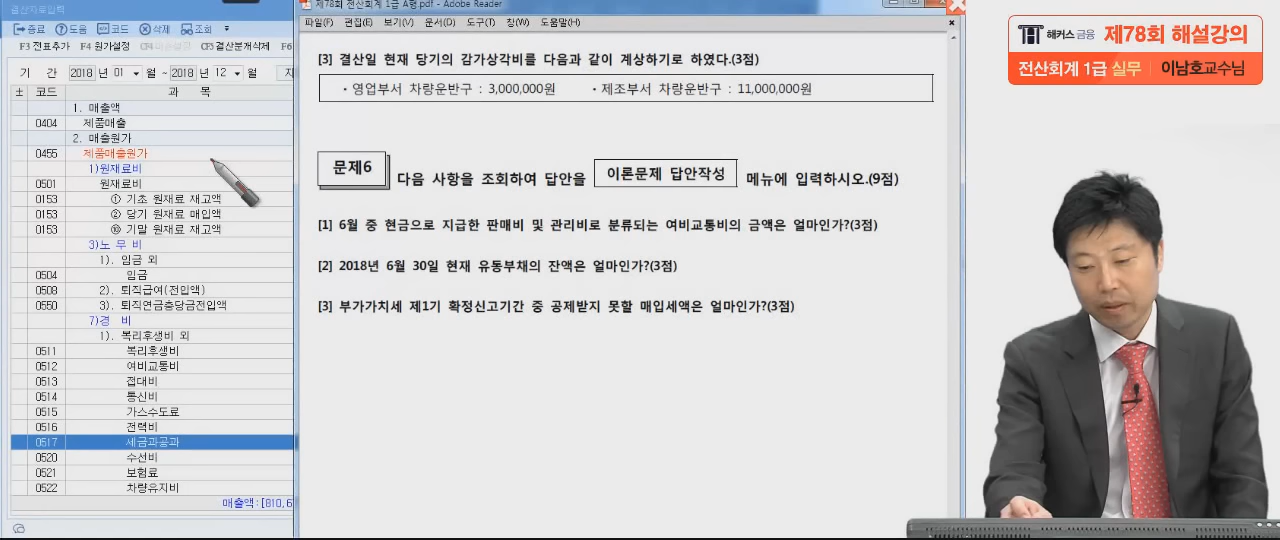 결산자료입력
종료 도움 코드 삭제 조회
F3 전표추가 F4 원가설정 CF5 결산분개삭제 F6
기 간 2018 년 01 월 ~ 2018 년 12 월
± 코드 과 목
1. 매출액
0404 제품매출
2. 매출원가
0455 제품매출원가
1)원재료비
0501 원재료비
0153 ① 기초 원재료 재고액
0153 ② 당기 원재료 매입액
0153 ⑩ 기말 원재료 재고액
3)노 무 비
1). 임금 외
0504 임금
0508 2). 퇴직급여(전입액)
0550 3). 퇴직연금충당금전입액
7)경 비
1). 복리후생비 외
0511 복리후생비
0512 여비교통비
0513 접대비
0514 통신비
0515 가스수도료
0516 전력비
0517 세금과공과
0520 수선비
0521 보험료
0522 차량유지비
매출액:[810,6
제78회 전산회계 1급 A형.pdf - Adobe Reader
파일(F) 편집(E) 보기(V) 문서(D) 도구(T) 창(W) 도움말(H)
[3] 결산일 현재 당기의 감가상각비를 다음과 같이 계상하기로 하였다.(3점)
· 영업부서 차량운반구 : 3,000,000원 · 제조부서 차량운반구 : 11,000,000원
문제6 다음 사항을 조회하여 답안을 이론문제 답안작성 메뉴에 입력하시오.(9점)
[1] 6월 중 현금으로 지급한 판매비 및 관리비로 분류되는 여비교통비의 금액은 얼마인가?(3점)
[2] 2018년 6월 30일 현재 유동부채의 잔액은 얼마인가?(3점)
[3] 부가가치세 제1기 확정신고기간 중 공제받지 못할 매입세액은 얼마인가?(3점)
해커스 금융 제78회 해설강의
전산회계 1급 실무 이남호교수님